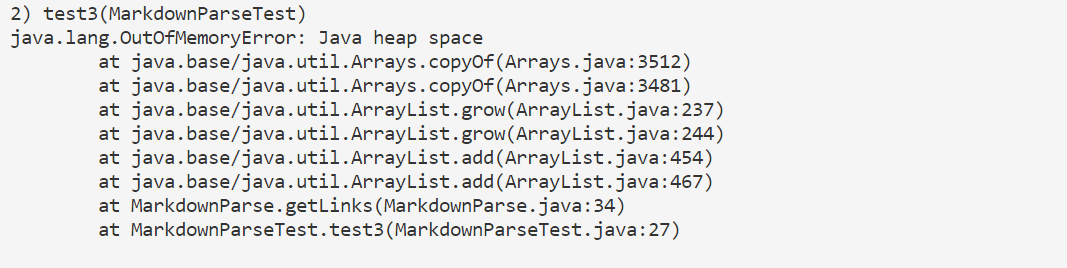 2) test3(MarkdownParseTest)
java.lang.OutOfMemoryError: Java heap space
        at java.base/java.util.Arrays.copyOf(Arrays.java:3512)
        at java.base/java.util.Arrays.copyOf(Arrays.java:3481)
        at java.base/java.util.ArrayList.grow(ArrayList.java:237)
        at java.base/java.util.ArrayList.grow(ArrayList.java:244)
        at java.base/java.util.ArrayList.add(ArrayList.java:454)
        at java.base/java.util.ArrayList.add(ArrayList.java:467)
        at MarkdownParse.getLinks(MarkdownParse.java:34)
        at MarkdownParseTest.test3(MarkdownParseTest.java:27)